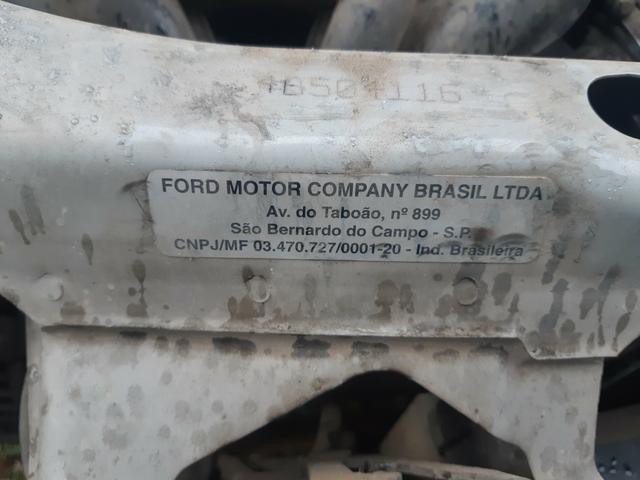 FORD MOTOR COMPANY BRASIL LTDA
Av. do Taboão, nº 899
São Bernardo do Campo - S.P.
CNPJ/MF 03.470.727/0001-20 - Ind. Brasileira